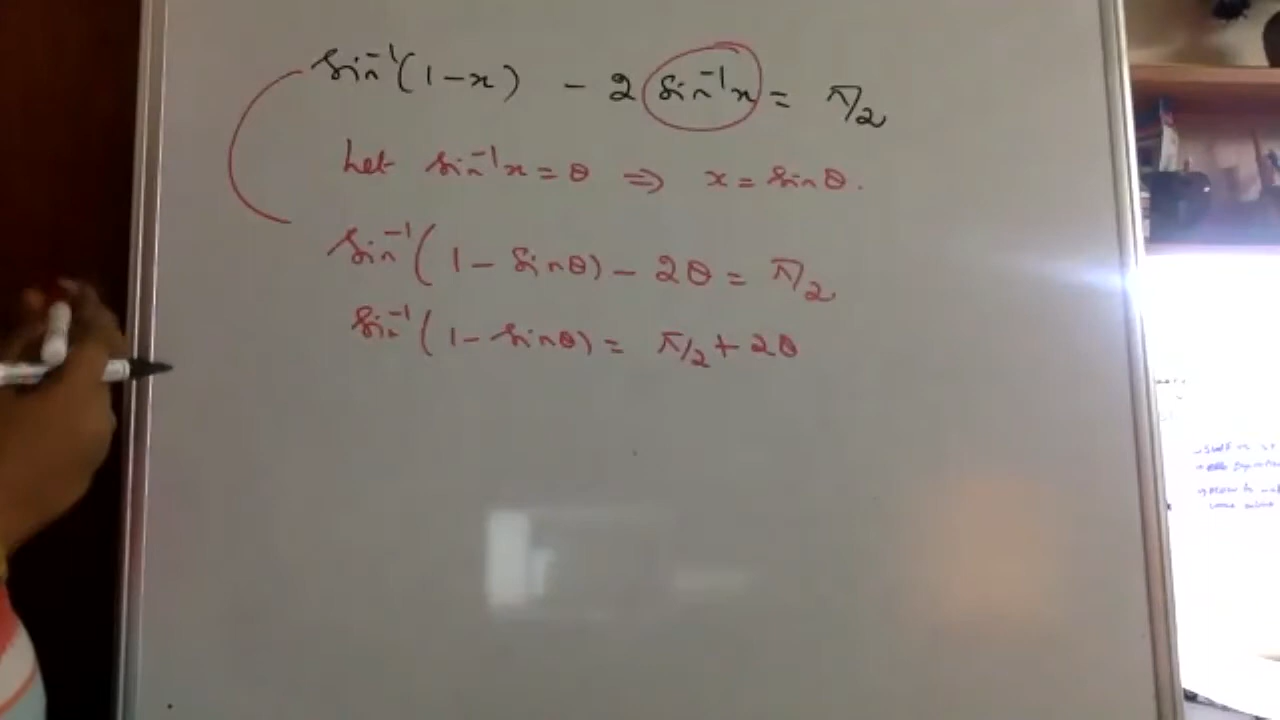 sin⁻¹(1-x) - 2 sin⁻¹x = π/2
Let sin⁻¹x = θ ⇒ x = sinθ.
sin⁻¹(1 - sinθ) - 2θ = π/2
sin⁻¹(1 - sinθ) = π/2 + 2θ